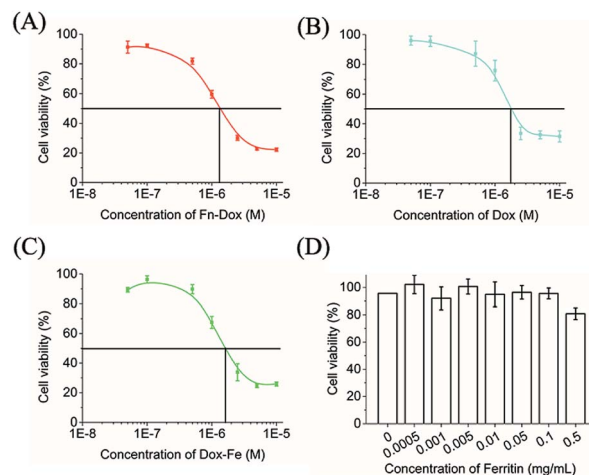 (A)
100
80
60
40
20
0
Cell viability (%)
1E-8 1E-7 1E-6 1E-5
Concentration of Fn-Dox (M)
(B)
100
80
60
40
20
0
Cell viability (%)
1E-8 1E-7 1E-6 1E-5
Concentration of Dox (M)
(C)
100
80
60
40
20
0
Cell viability (%)
1E-8 1E-7 1E-6 1E-5
Concentration of Dox-Fe (M)
(D)
100
80
60
40
20
0
Cell viability (%)
0 0.0005 0.001 0.005 0.01 0.05 0.1 0.5
Concentration of Ferritin (mg/mL)